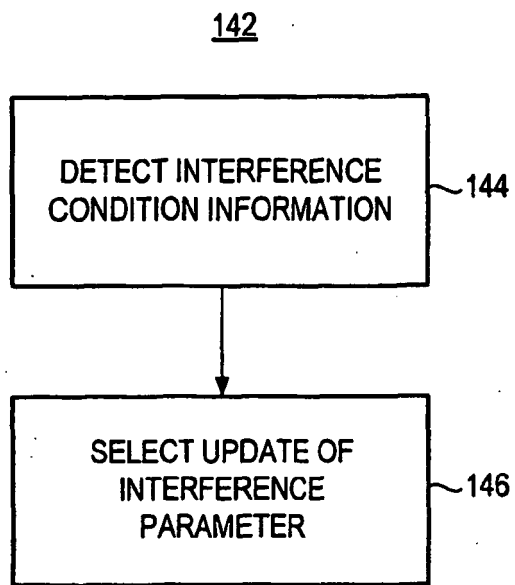 142
DETECT INTERFERENCE
CONDITION INFORMATION
144
SELECT UPDATE OF
INTERFERENCE
PARAMETER
146